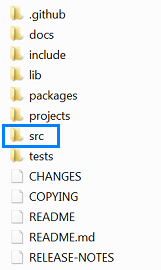 .github
docs
include
lib
packages
projects
src
tests
CHANGES
COPYING
README
README.md
RELEASE-NOTES